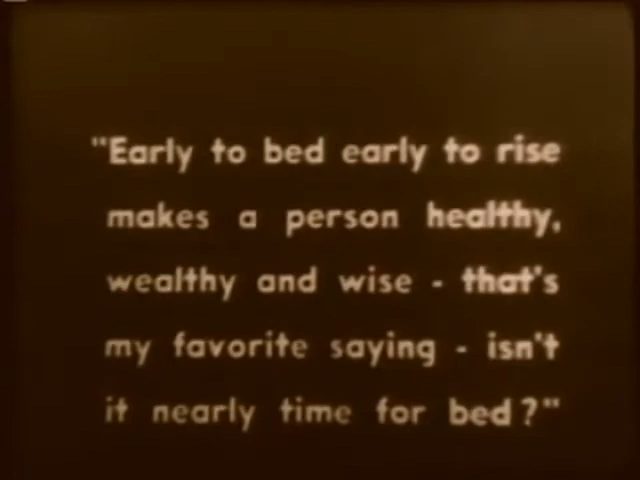 "Early to bed early to rise
makes a person healthy,
wealthy and wise - that's
my favorite saying - isn't
it nearly time for bed?"